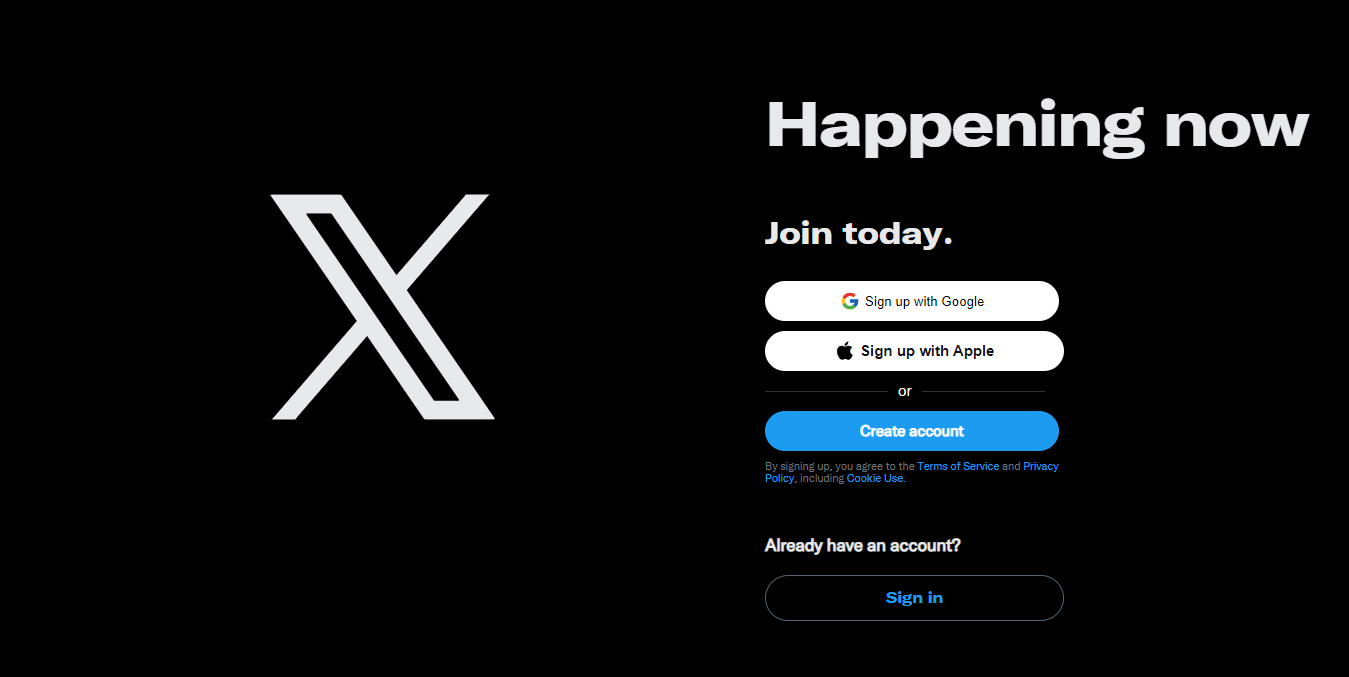 Happening now
Join today.
Sign up with Google
Sign up with Apple
or
Create account
By signing up, you agree to the Terms of Service and Privacy
Policy, including Cookie Use.
Already have an account?
Sign in